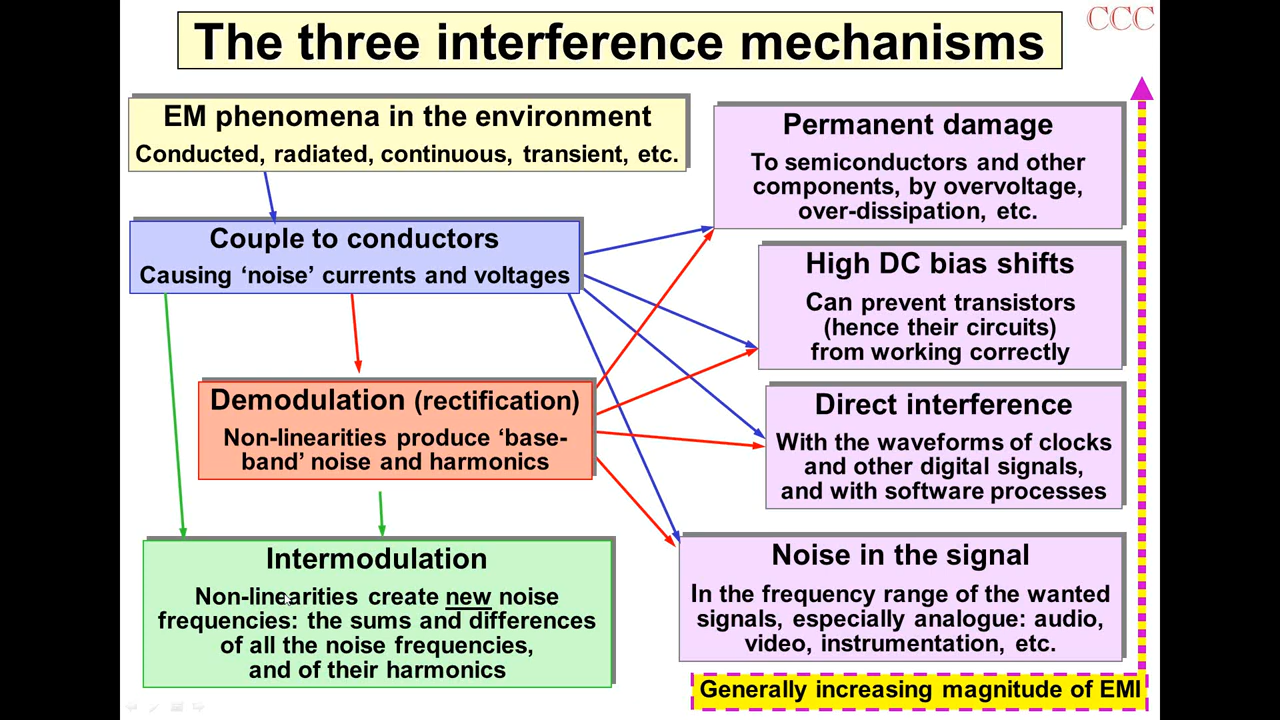 The three interference mechanisms
CCC
EM phenomena in the environment
Conducted, radiated, continuous, transient, etc.
Couple to conductors
Causing ‘noise’ currents and voltages
Demodulation (rectification)
Non-linearities produce ‘base-
band’ noise and harmonics
Intermodulation
Non-linearities create new noise
frequencies: the sums and differences
of all the noise frequencies,
and of their harmonics
Permanent damage
To semiconductors and other
components, by overvoltage,
over-dissipation, etc.
High DC bias shifts
Can prevent transistors
(hence their circuits)
from working correctly
Direct interference
With the waveforms of clocks
and other digital signals,
and with software processes
Noise in the signal
In the frequency range of the wanted
signals, especially analogue: audio,
video, instrumentation, etc.
Generally increasing magnitude of EMI